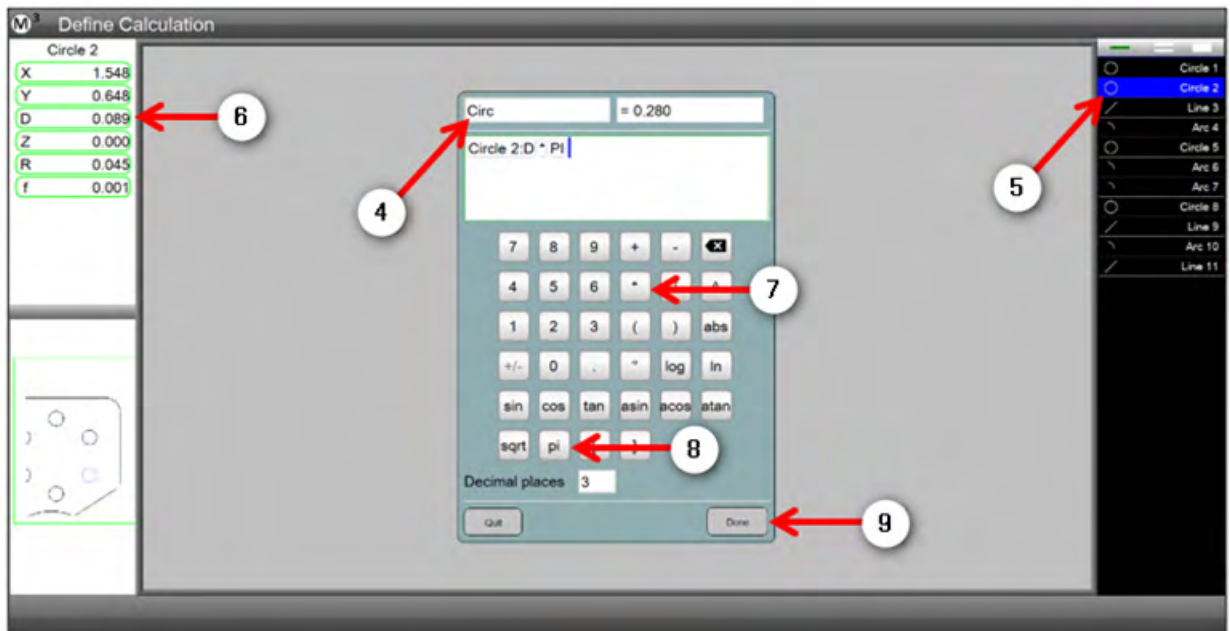 M3 Define Calculation
Circle 2
X 1.548
Y 0.648
D 0.089
Z 0.000
R 0.045
f 0.001
6
4
Circ = 0.280
Circle 2:D * PI
7 8 9 + -
4 5 6 * ^
7
1 2 3 ( ) abs
+/- 0 . " log ln
sin cos tan asin acos atan
sqrt pi
8
Decimal places 3
Quit Done
9
5
Circle 1
Circle 2
Line 3
Arc 4
Circle 5
Arc 6
Arc 7
Circle 8
Line 9
Arc 10
Line 11